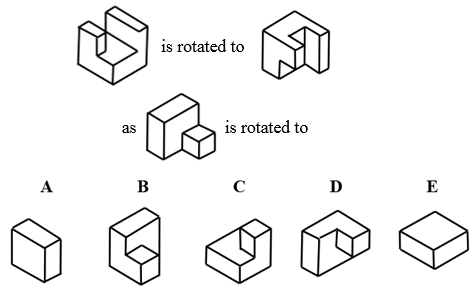 is rotated to
as is rotated to
A B C D E